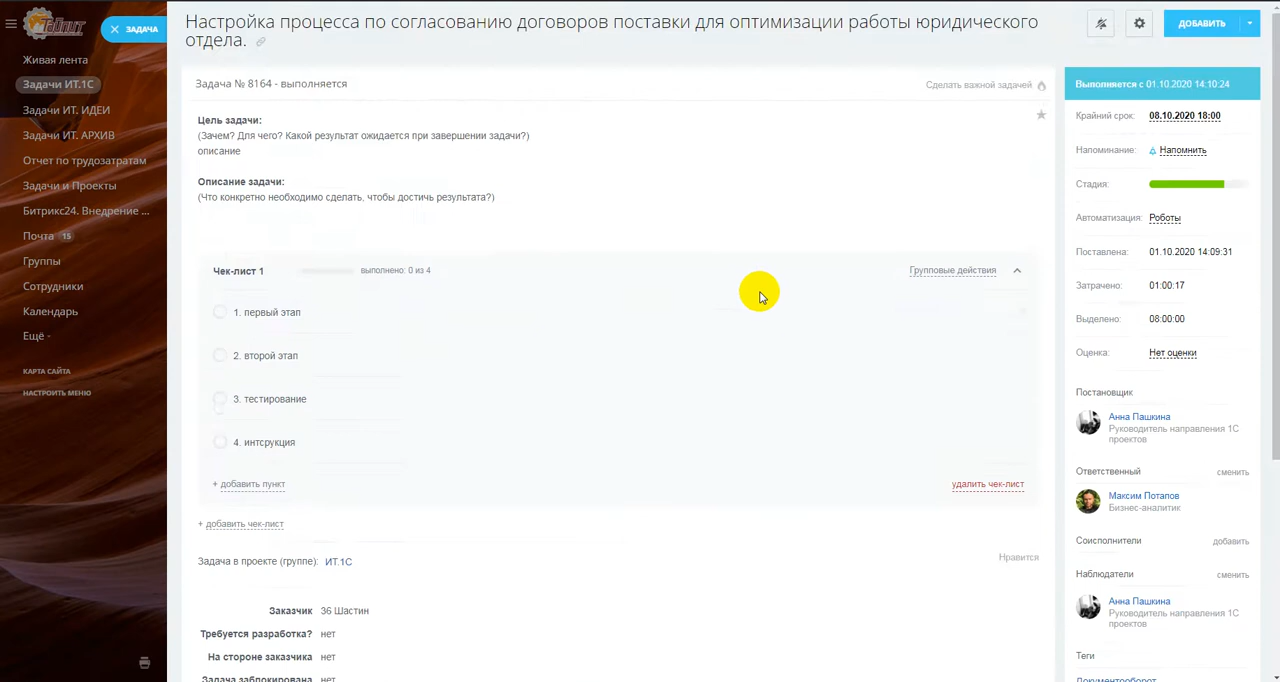 ЗАДАЧА
Живая лента
Задачи ИТ.1С
Задачи ИТ. ИДЕИ
Задачи ИТ. АРХИВ
Отчет по трудозатратам
Задачи и Проекты
Битрикс24. Внедрение ...
Почта 15
Группы
Сотрудники
Календарь
Ещё
КАРТА САЙТА
НАСТРОИТЬ МЕНЮ
Настройка процесса по согласованию договоров поставки для оптимизации работы юридического
отдела.
ДОБАВИТЬ
Задача № 8164 - выполняется
Сделать важной задачей
Цель задачи:
(Зачем? Для чего? Какой результат ожидается при завершении задачи?)
описание
Описание задачи:
(Что конкретно необходимо сделать, чтобы достичь результата?)
Чек-лист 1 выполнено: 0 из 4 Групповые действия
1. первый этап
2. второй этап
3. тестирование
4. интсрукция
+ добавить пункт удалить чек-лист
+ добавить чек-лист
Задача в проекте (группе): ИТ.1С
Нравится
Заказчик 36 Шастин
Требуется разработка? нет
На стороне заказчика нет
Задача заблокирована нет
Выполняется с 01.10.2020 14:10:24
Крайний срок: 08.10.2020 18:00
Напоминание: Напомнить
Стадия:
Автоматизация: Роботы
Поставлена: 01.10.2020 14:09:31
Затрачено: 01:00:17
Выделено: 08:00:00
Оценка: Нет оценки
Постановщик
Анна Пашкина
Руководитель направления 1С
проектов
Ответственный сменить
Максим Потапов
Бизнес-аналитик
Соисполнители добавить
Наблюдатели сменить
Анна Пашкина
Руководитель направления 1С
проектов
Теги
Документооборот